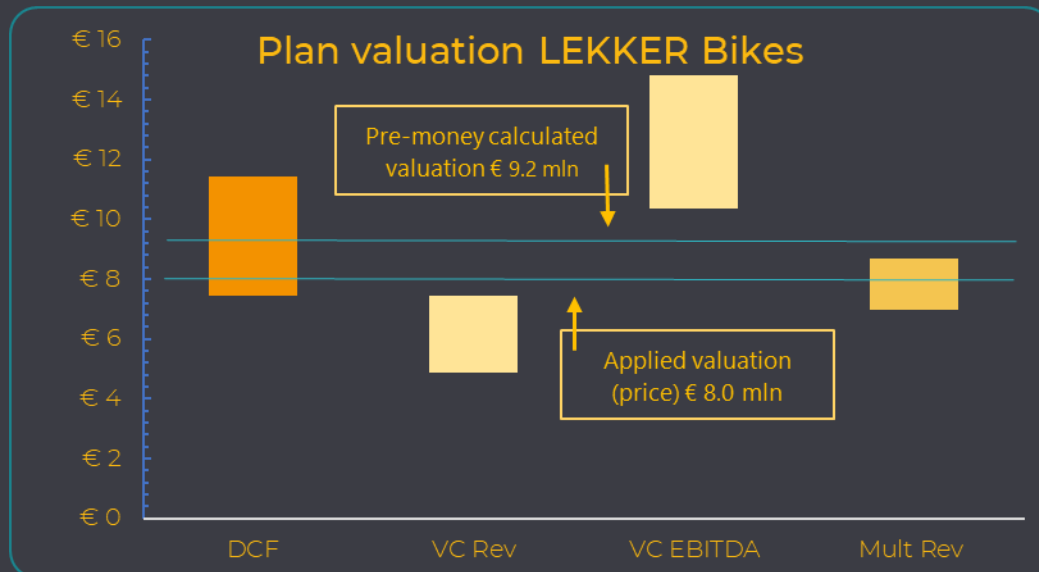 Plan valuation LEKKER Bikes
€ 16
€ 14
€ 12
€ 10
€ 8
€ 6
€ 4
€ 2
€ 0
Pre-money calculated
valuation € 9.2 mln
Applied valuation
(price) € 8.0 mln
DCF
VC Rev
VC EBITDA
Mult Rev